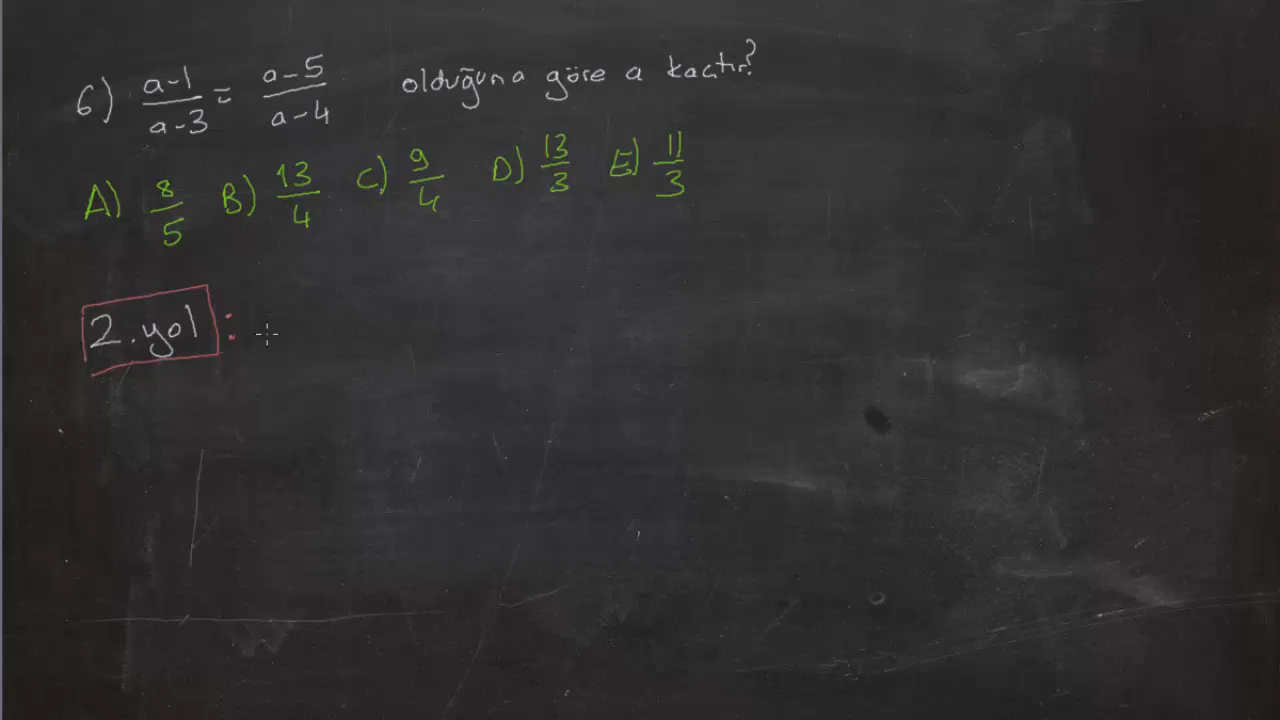 6) a-1/a-3 = a-5/a-4 olduğuna göre a kaçtır?
A) 8/5 B) 13/4 C) 9/4 D) 13/3 E) 11/3
2.yol :